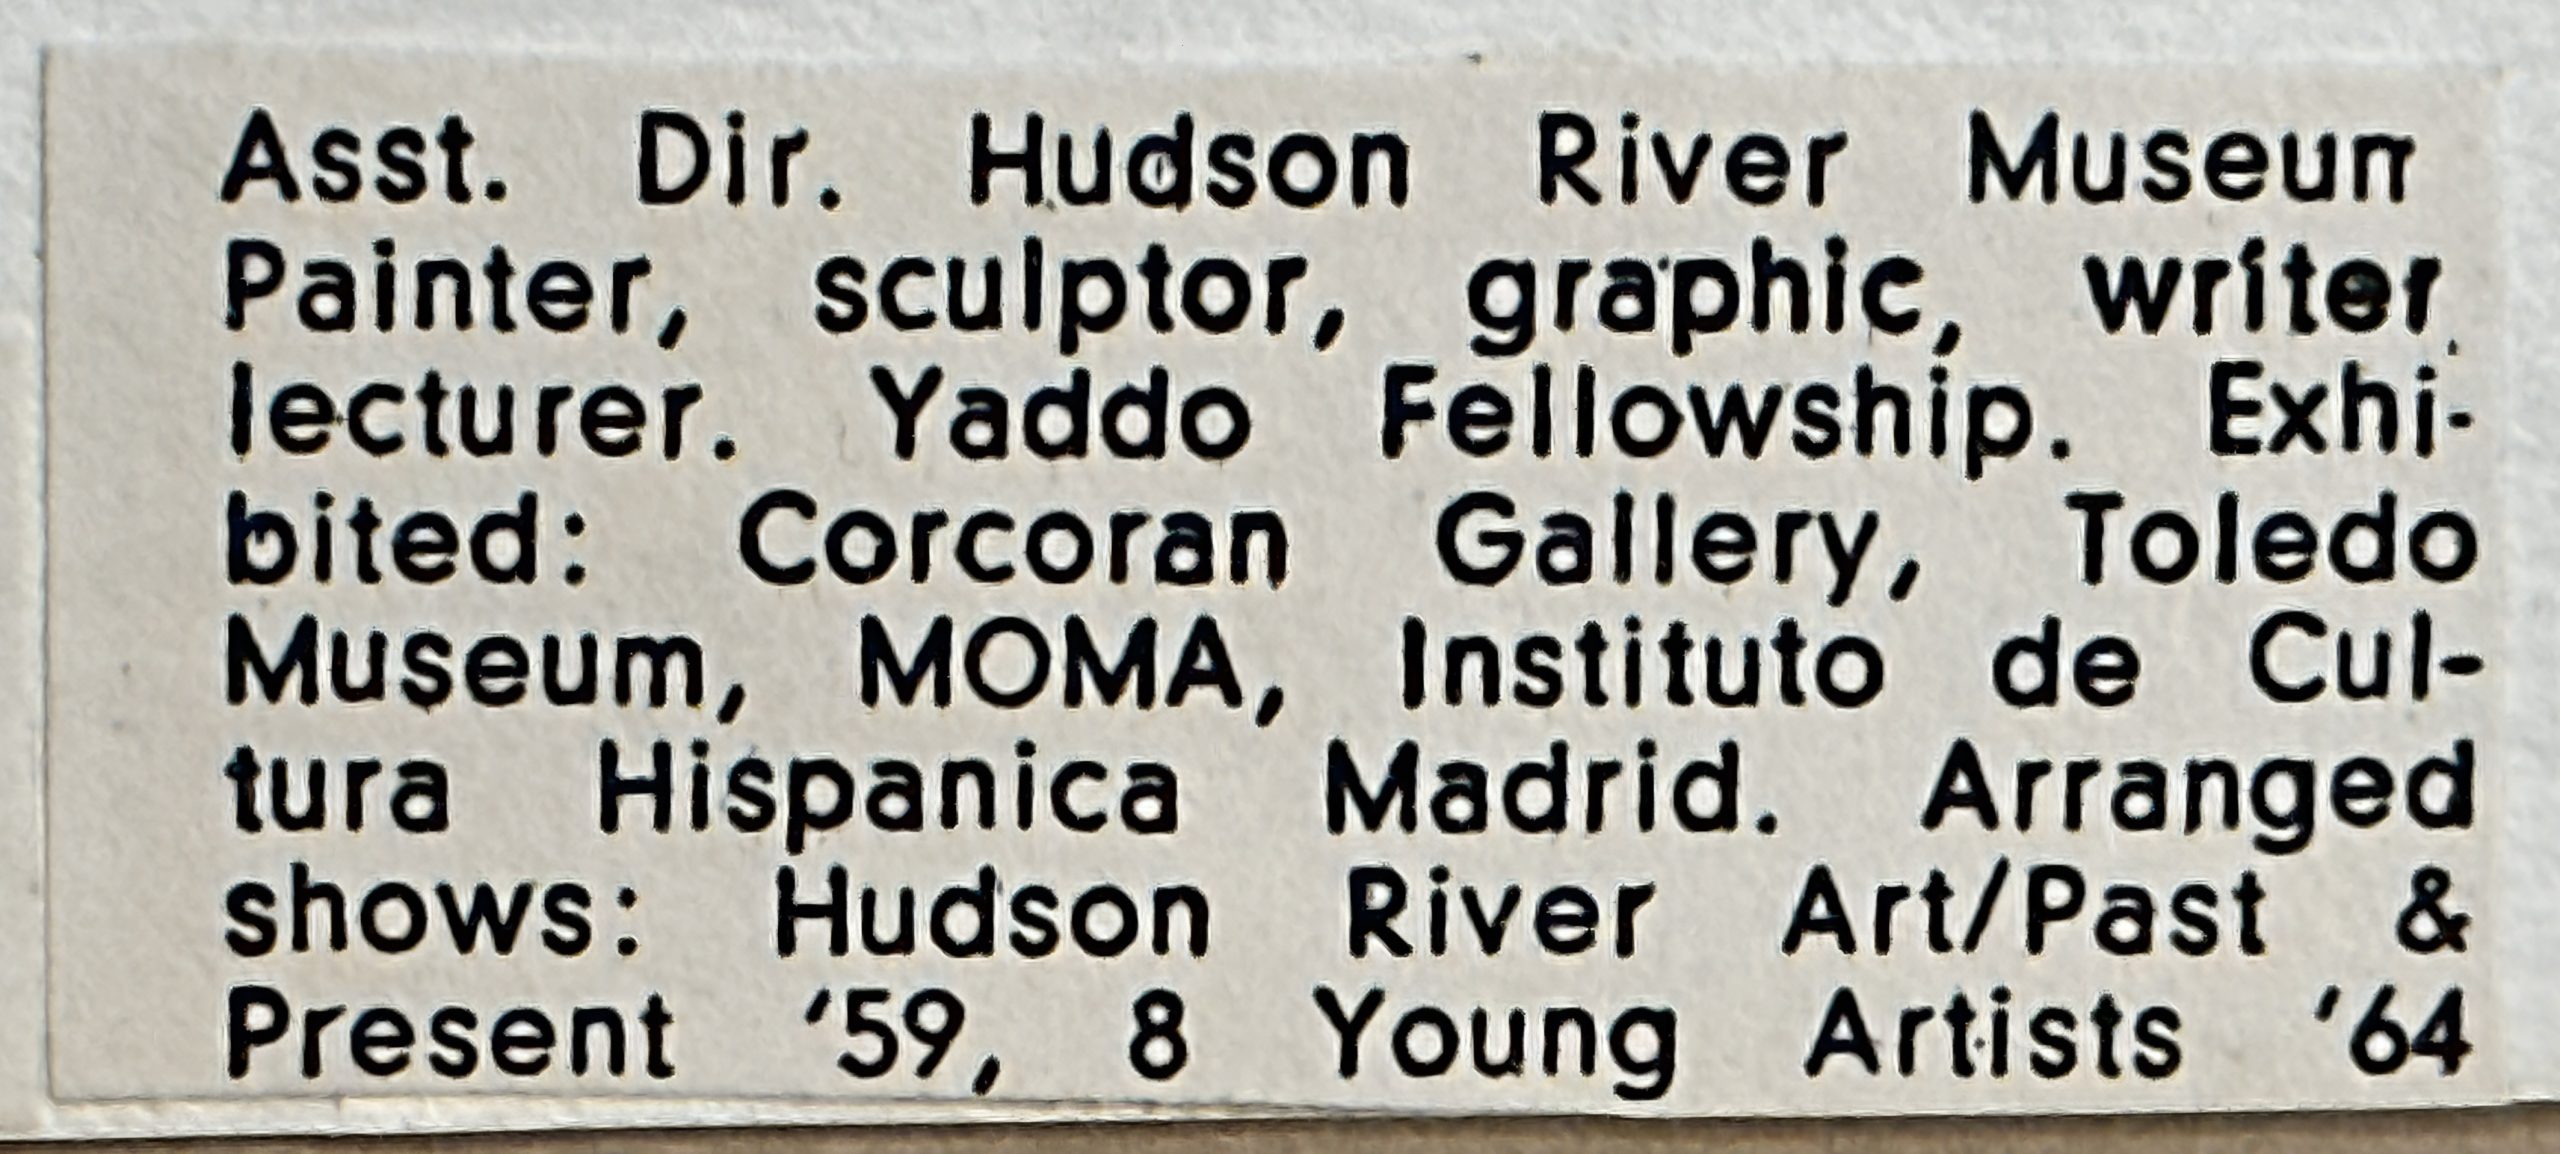 Asst. Dir. Hudson River Museum
Painter, sculptor, graphic, writer,
lecturer. Yaddo Fellowship. Exhi-
bited: Corcoran Gallery, Toledo
Museum, MOMA, Instituto de Cul-
tura Hispanica Madrid. Arranged
shows: Hudson River Art/Past &
Present '59, 8 Young Artists '64